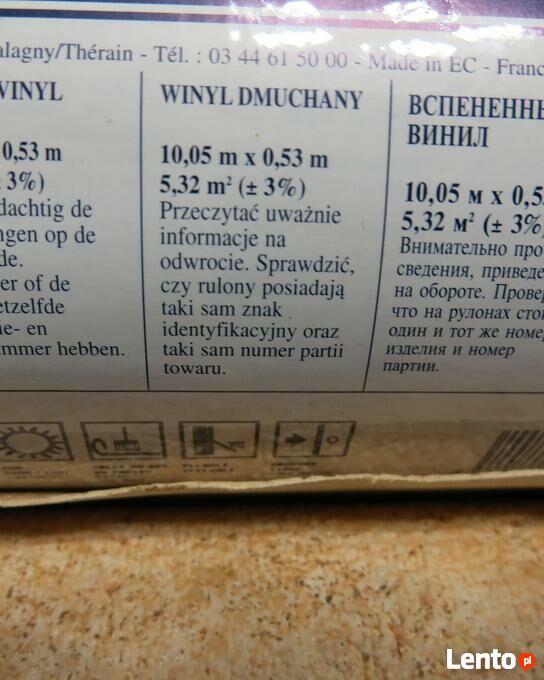 alagny/Thérain - Tél. : 03 44 61 50 00 - Made in EC - Franc
VINYL
0,53 m
± 3%)
dachtig de
ngen op de
de.
er of de
etzelfde
ie- en
ummer hebben.
WINYL DMUCHANY
10,05 m x 0,53 m
5,32 m² (± 3%)
Przeczytać uważnie
informacje na
odwrocie. Sprawdzić,
czy rulony posiadają
taki sam znak
identyfikacyjny oraz
taki sam numer partii
towaru.
ВСПЕНЕННЫ
ВИНИЛ
10,05 м x 0,5
5,32 м² (± 3%)
Внимательно про
сведения, приведе
на обороте. Прове
что на рулонах сто
один и тот же номе
изделия и номер
партии.
Lento.pl